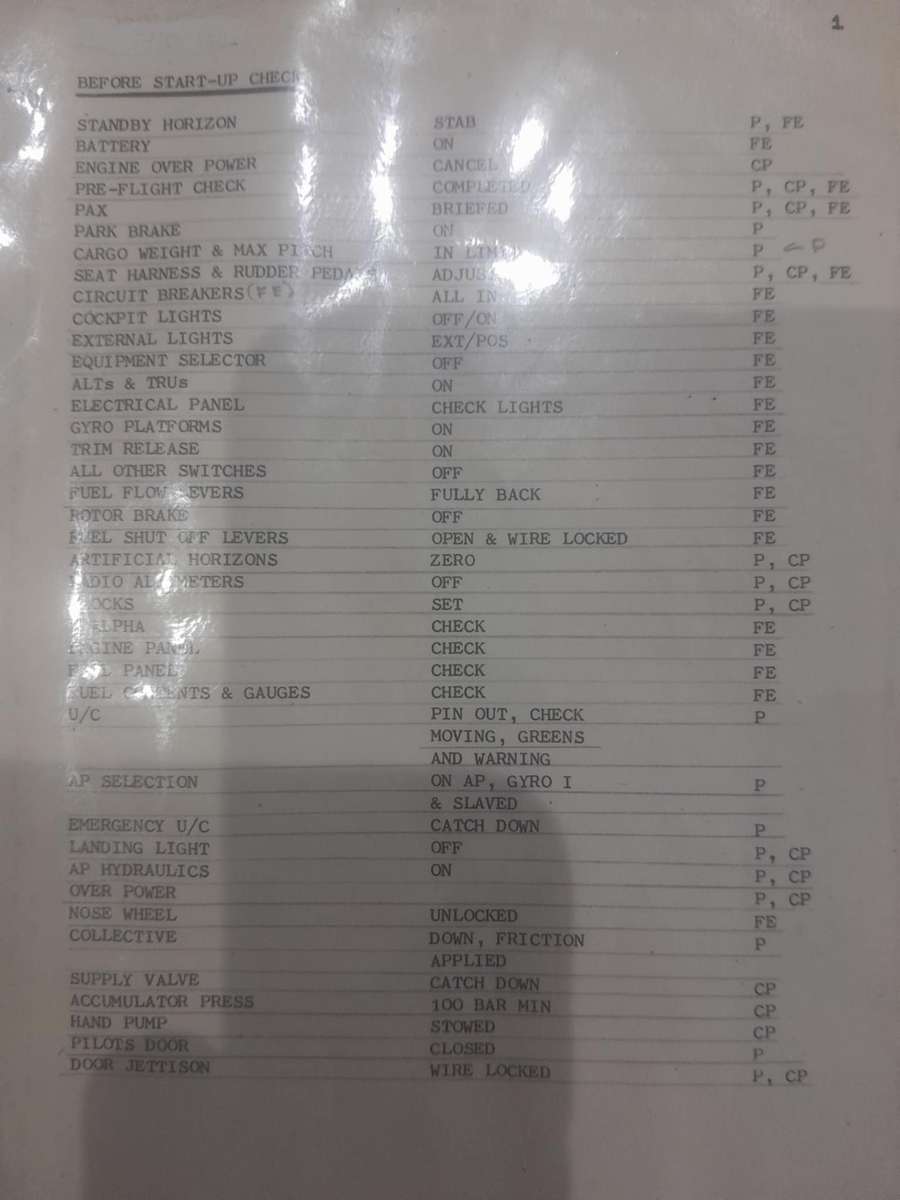 1
BEFORE START-UP CHECK
STANDBY HORIZON STAB P, FE
BATTERY ON FE
ENGINE OVER POWER CANCEL CP
PRE-FLIGHT CHECK COMPLETED P, CP, FE
PAX BRIEFED P, CP, FE
PARK BRAKE ON P
CARGO WEIGHT & MAX PITCH IN P P
SEAT HARNESS & RUDDER P, CP, FE
CIRCUIT BREAKERS (FE) ALL IN FE
COCKPIT LIGHTS OFF/ON FE
EXTERNAL LIGHTS EXT/POS FE
EQUIPMENT SELECTOR OFF FE
ALTs & TRUs ON FE
ELECTRICAL PANEL CHECK LIGHTS FE
GYRO PLATFORMS ON FE
TRIM RELEASE ON FE
ALL OTHER SWITCHES OFF FE
FUEL FLOW LEVERS FULLY BACK FE
ROTOR BRAKE OFF FE
FUEL SHUT OFF LEVERS OPEN & WIRE LOCKED FE
ARTIFICIAL HORIZONS ZERO P, CP
RADIO ALTIMETERS OFF P, CP
CLOCKS SET P, CP
CHECK FE
ENGINE PANEL CHECK FE
PANEL CHECK FE
FUEL CONTENTS & GAUGES CHECK FE
U/C PIN OUT, CHECK P
MOVING, GREENS
AND WARNING
AP SELECTION ON AP, GYRO I P
& SLAVED
EMERGENCY U/C CATCH DOWN P
LANDING LIGHT OFF P, CP
AP HYDRAULICS ON P, CP
OVER POWER P, CP
NOSE WHEEL UNLOCKED FE
COLLECTIVE DOWN, FRICTION P
APPLIED
SUPPLY VALVE CATCH DOWN CP
ACCUMULATOR PRESS 100 BAR MIN CP
HAND PUMP STOWED CP
PILOTS DOOR CLOSED P
DOOR JETTISON WIRE LOCKED P, CP